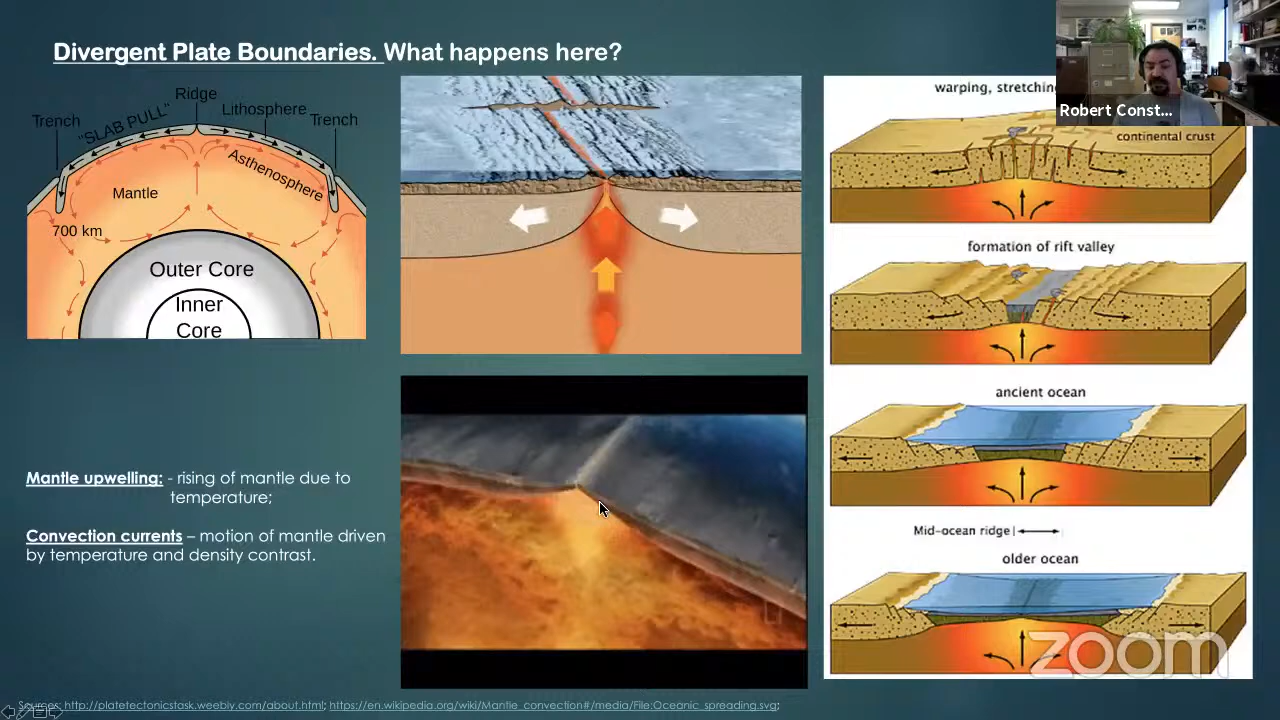 Divergent Plate Boundaries. What happens here?
Ridge
Trench
"SLAB PULL"
Lithosphere
Trench
Asthenosphere
Mantle
700 km
Outer Core
Inner
Core
Mantle upwelling: - rising of mantle due to
temperature;
Convection currents – motion of mantle driven
by temperature and density contrast.
warping, stretching
continental crust
formation of rift valley
ancient ocean
Mid-ocean ridge
older ocean
Robert Const...
zoom
Sources: http://platetectonicstask.weebly.com/about.html; https://en.wikipedia.org/wiki/Mantle_convection#/media/File:Oceanic_spreading.svg;